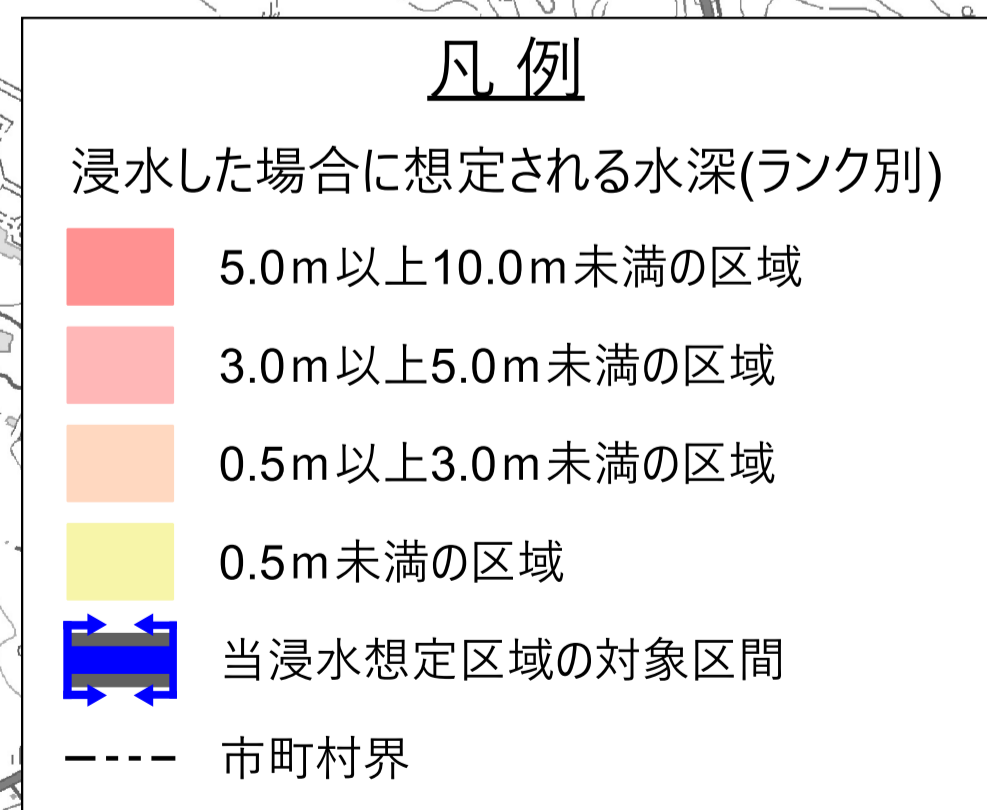 凡 例
浸水した場合に想定される水深(ランク別)
5.0m以上10.0m未満の区域
3.0m以上5.0m未満の区域
0.5m以上3.0m未満の区域
0.5m未満の区域
当浸水想定区域の対象区間
市町村界